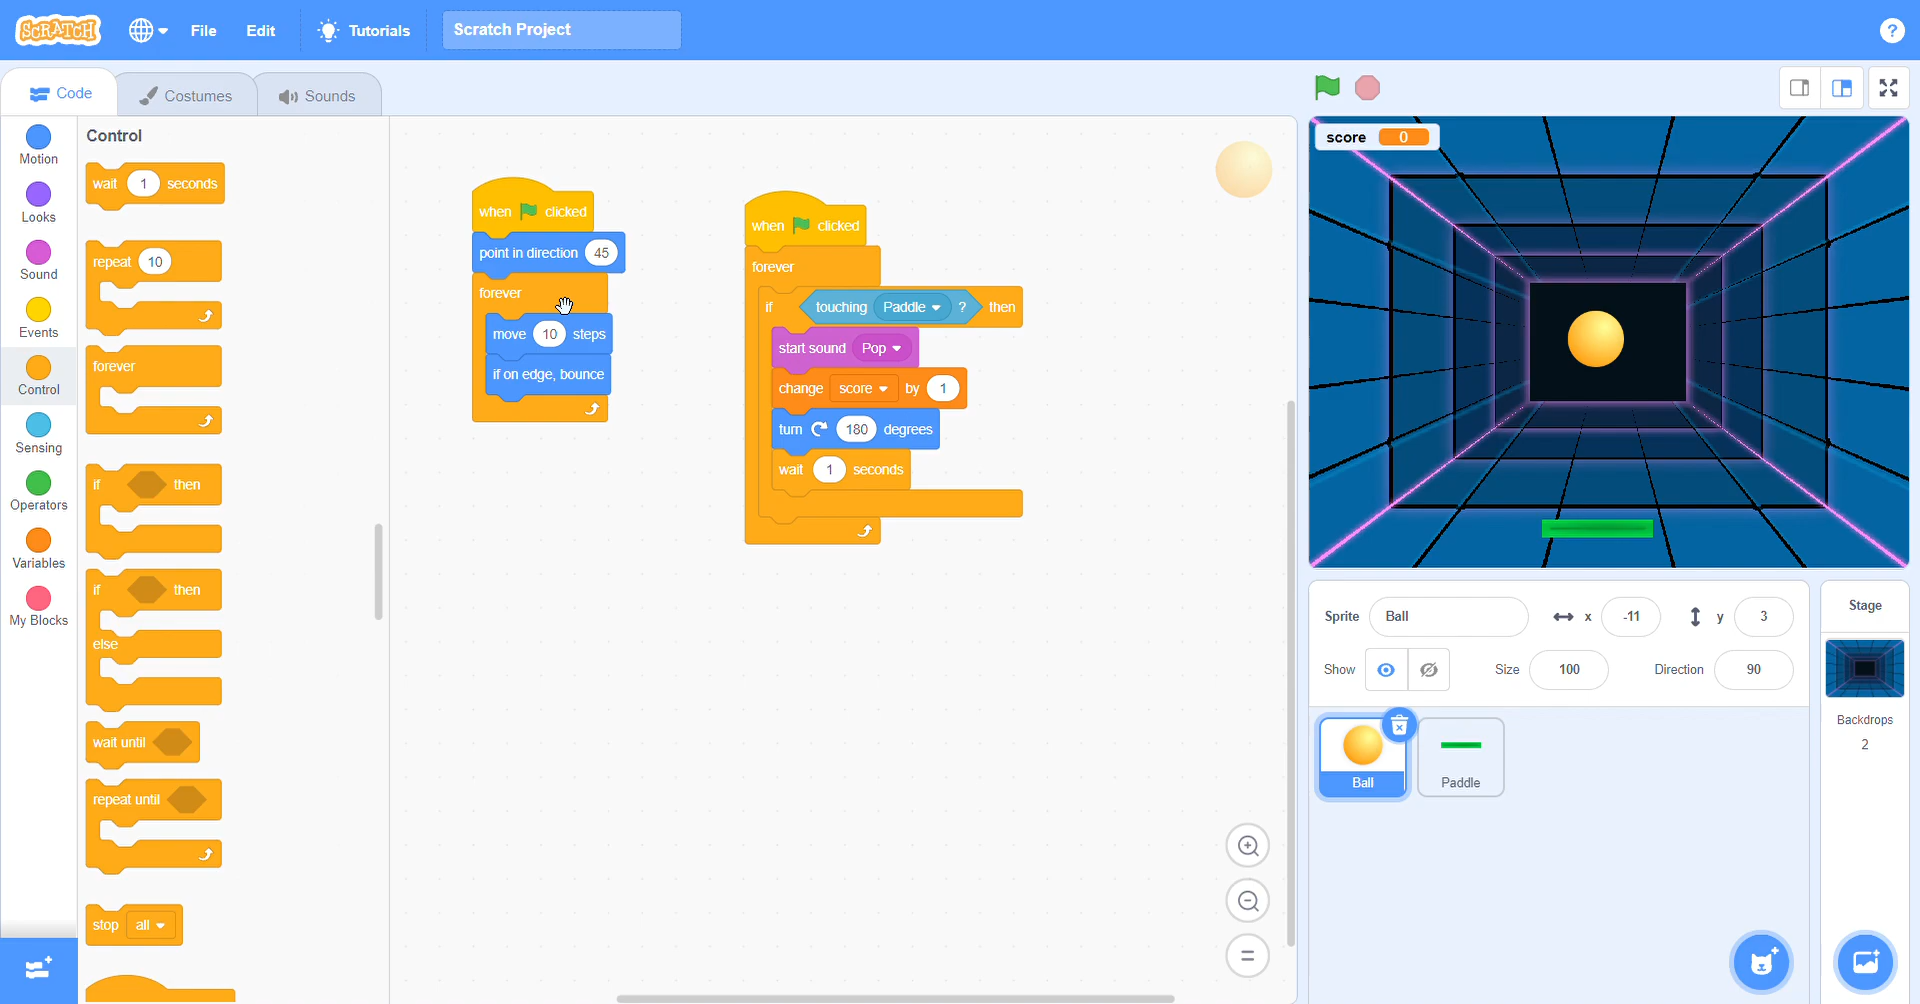 SCRATCH File Edit Tutorials Scratch Project ?
Code Costumes Sounds
Motion
Looks
Sound
Events
Control
Sensing
Operators
Variables
My Blocks
Control
wait 1 seconds
repeat 10
forever
if then
if then
else
wait until
repeat until
stop all
when clicked
point in direction 45
forever
move 10 steps
if on edge, bounce
when clicked
forever
if touching Paddle ? then
start sound Pop
change score by 1
turn 180 degrees
wait 1 seconds
score 0
Sprite Ball x -11 y 3
Show Size 100 Direction 90
Ball
Paddle
Stage
Backdrops
2